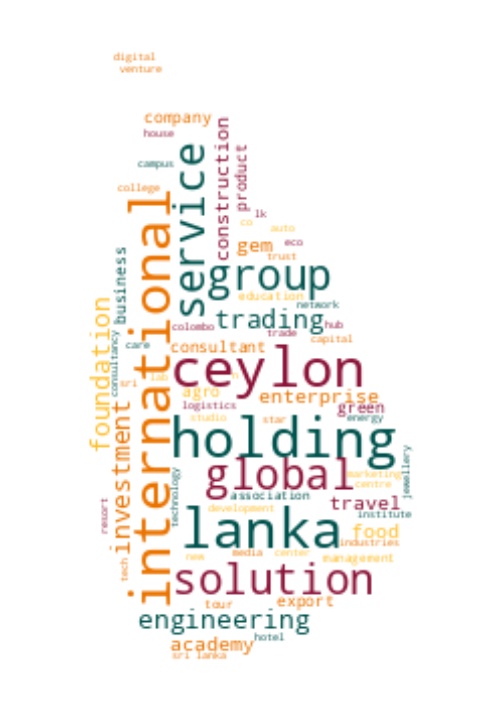 digital
venture
company
house
construction
service
product
campus
college
lk
co
auto
gem
eco
trust
international
business
group
education
network
foundation
trading
colombo
trade
hub
capital
consultancy
care
consultant
ceylon
sri
lab
agro
enterprise
logistics
green
studio
star
energy
investment
holding
global
marketing
centre
jewellery
technology
association
travel
resort
development
institute
lanka
food
industries
tech
new
media
center
management
solution
tour
export
engineering
hotel
academy
sri lanka